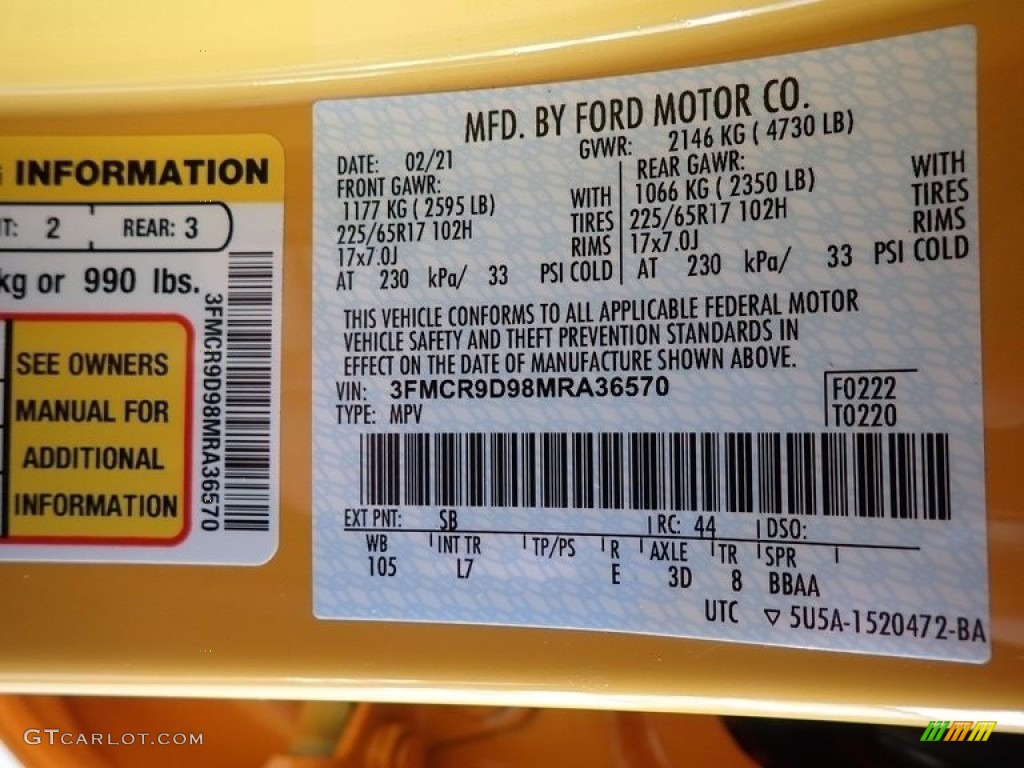 INFORMATION
T: 2 REAR: 3
kg or 990 lbs.
SEE OWNERS
MANUAL FOR
ADDITIONAL
INFORMATION
3FMCR9D98MRA36570
MFD. BY FORD MOTOR CO.
DATE: 02/21 GVWR: 2146 KG ( 4730 LB)
FRONT GAWR:
1177 KG ( 2595 LB) WITH
225/65R17 102H TIRES
17x7.0J RIMS
AT 230 kPa/ 33 PSI COLD
REAR GAWR: WITH
1066 KG ( 2350 LB) TIRES
225/65R17 102H RIMS
17x7.0J
AT 230 kPa/ 33 PSI COLD
THIS VEHICLE CONFORMS TO ALL APPLICABLE FEDERAL MOTOR
VEHICLE SAFETY AND THEFT PREVENTION STANDARDS IN
EFFECT ON THE DATE OF MANUFACTURE SHOWN ABOVE.
VIN: 3FMCR9D98MRA36570 F0222
TYPE: MPV T0220
EXT PNT: SB RC: 44 DSO:
WB INT TR TP/PS R AXLE TR SPR
105 L7 E 3D 8 BBAA
UTC ▽ 5U5A-1520472-BA
GTCARLOT.COM